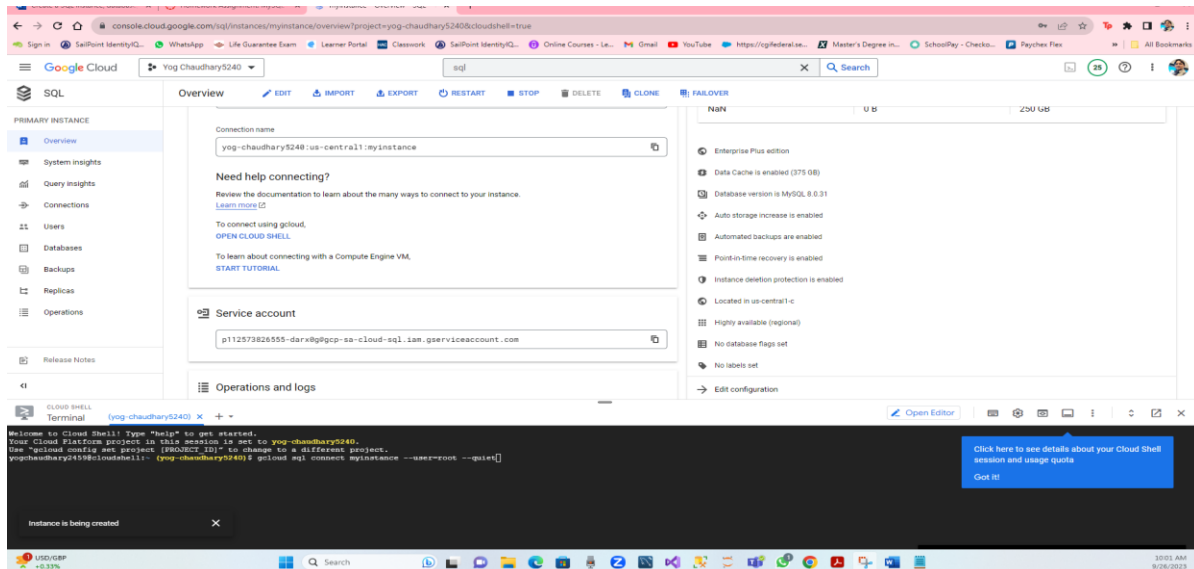 console.cloud.google.com/sql/instances/myinstance/overview?project=yog-chaudhary5240&cloudshell=true
Sign in SailPoint IdentityIQ... WhatsApp Life Guarantee Exam Learner Portal Classwork SailPoint IdentityIQ... Online Courses - Le... Gmail YouTube https://cgifederal.se... Master's Degree in... SchoolPay - Checko... Paychex Flex » All Bookmarks
Google Cloud Yog Chaudhary5240 sql Search 25
SQL Overview EDIT IMPORT EXPORT RESTART STOP DELETE CLONE FAILOVER
PRIMARY INSTANCE
Overview
System insights
Query insights
Connections
Users
Databases
Backups
Replicas
Operations
Release Notes
Connection name
yog-chaudhary5240:us-central1:myinstance
Need help connecting?
Review the documentation to learn about the many ways to connect to your instance.
Learn more
To connect using gcloud,
OPEN CLOUD SHELL
To learn about connecting with a Compute Engine VM,
START TUTORIAL
Service account
p112573826555-darx0g@gcp-sa-cloud-sql.iam.gserviceaccount.com
Operations and logs
NaN 0 B 250 GB
Enterprise Plus edition
Data Cache is enabled (375 GB)
Database version is MySQL 8.0.31
Auto storage increase is enabled
Automated backups are enabled
Point-in-time recovery is enabled
Instance deletion protection is enabled
Located in us-central1-c
Highly available (regional)
No database flags set
No labels set
Edit configuration
CLOUD SHELL
Terminal (yog-chaudhary5240) × + Open Editor
Welcome to Cloud Shell! Type "help" to get started.
Your Cloud Platform project in this session is set to yog-chaudhary5240.
Use "gcloud config set project [PROJECT_ID]" to change to a different project.
yogchaudhary2459@cloudshell:~ (yog-chaudhary5240)$ gcloud sql connect myinstance --user=root --quiet
Click here to see details about your Cloud Shell
session and usage quota
Got it!
Instance is being created
USD/GBP
+0.33%
Search
10:01 AM
9/26/2023